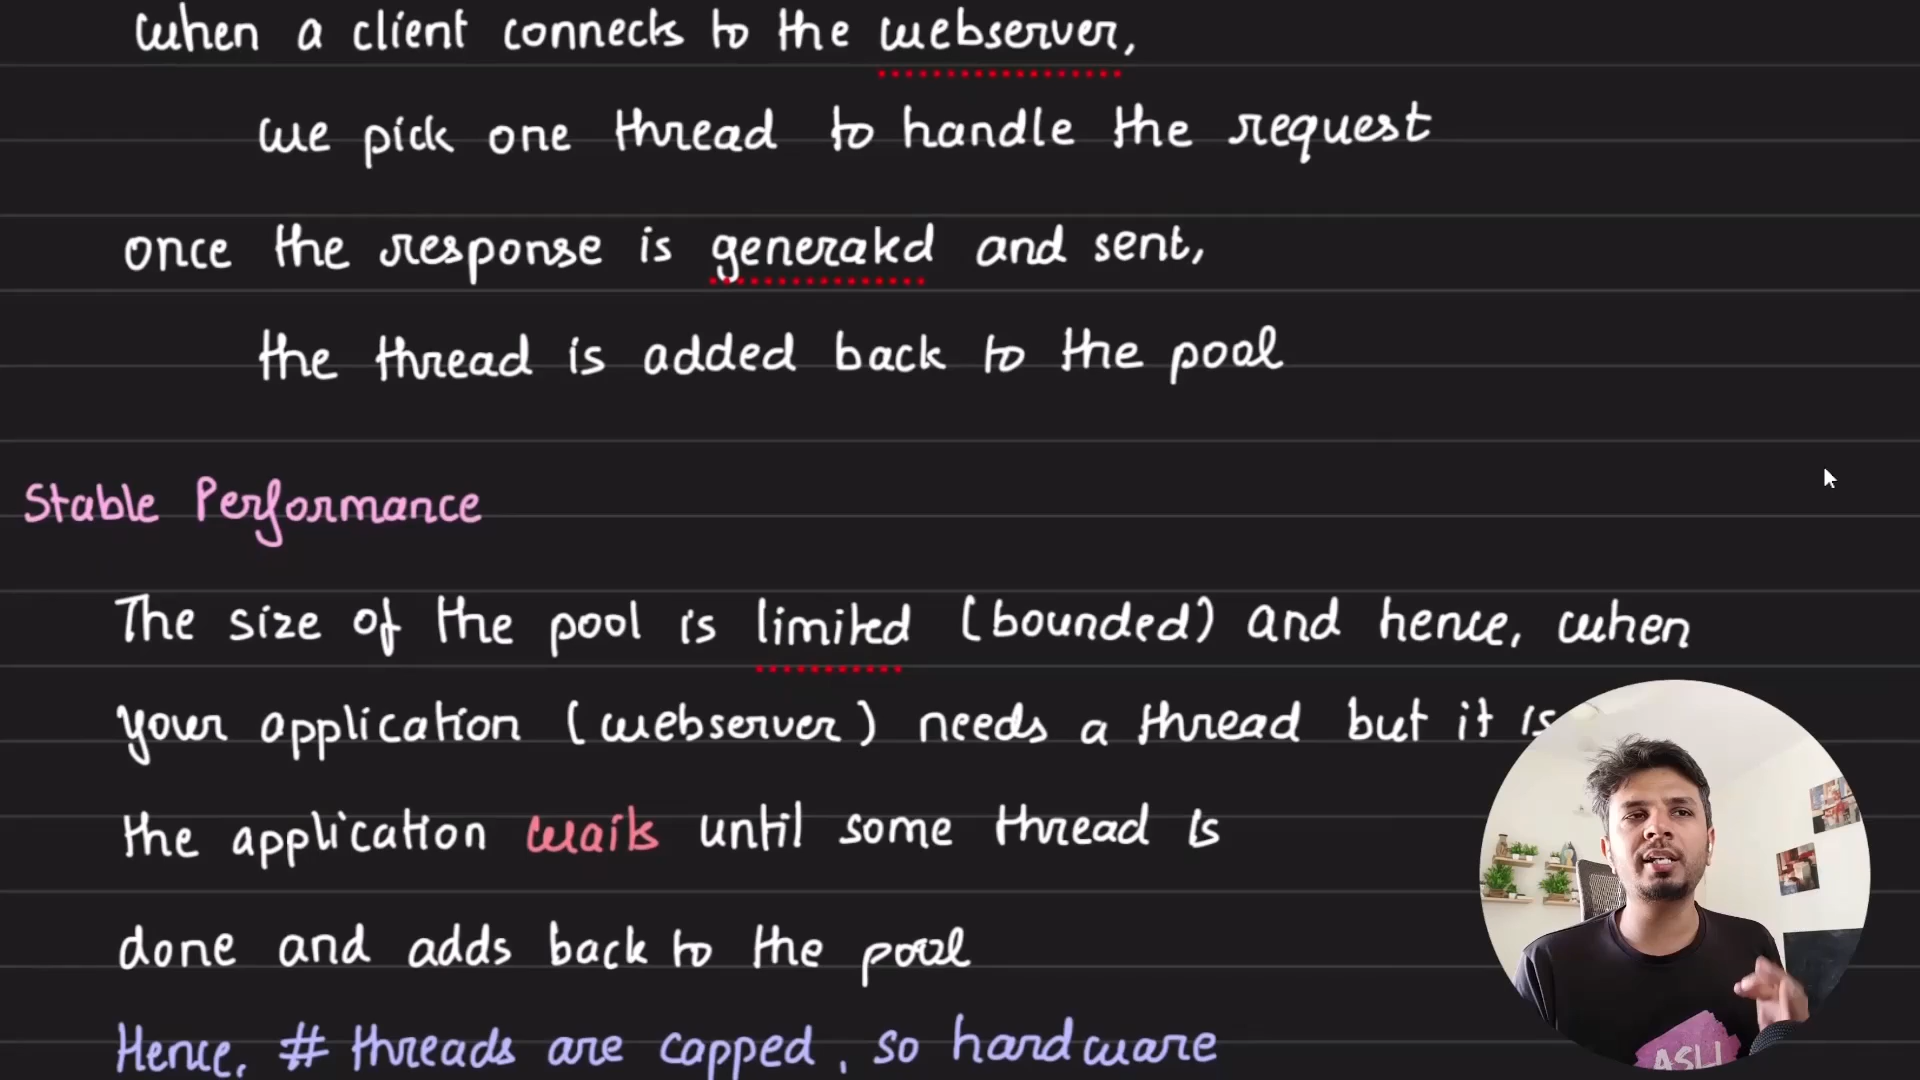 when a client connects to the webserver,
we pick one thread to handle the request
once the response is generated and sent,
the thread is added back to the pool
Stable Performance
The size of the pool is limited (bounded) and hence, when
your application (webserver) needs a thread but it is
the application waits until some thread is
done and adds back to the pool
Hence, # threads are capped, so hardware
ASLI